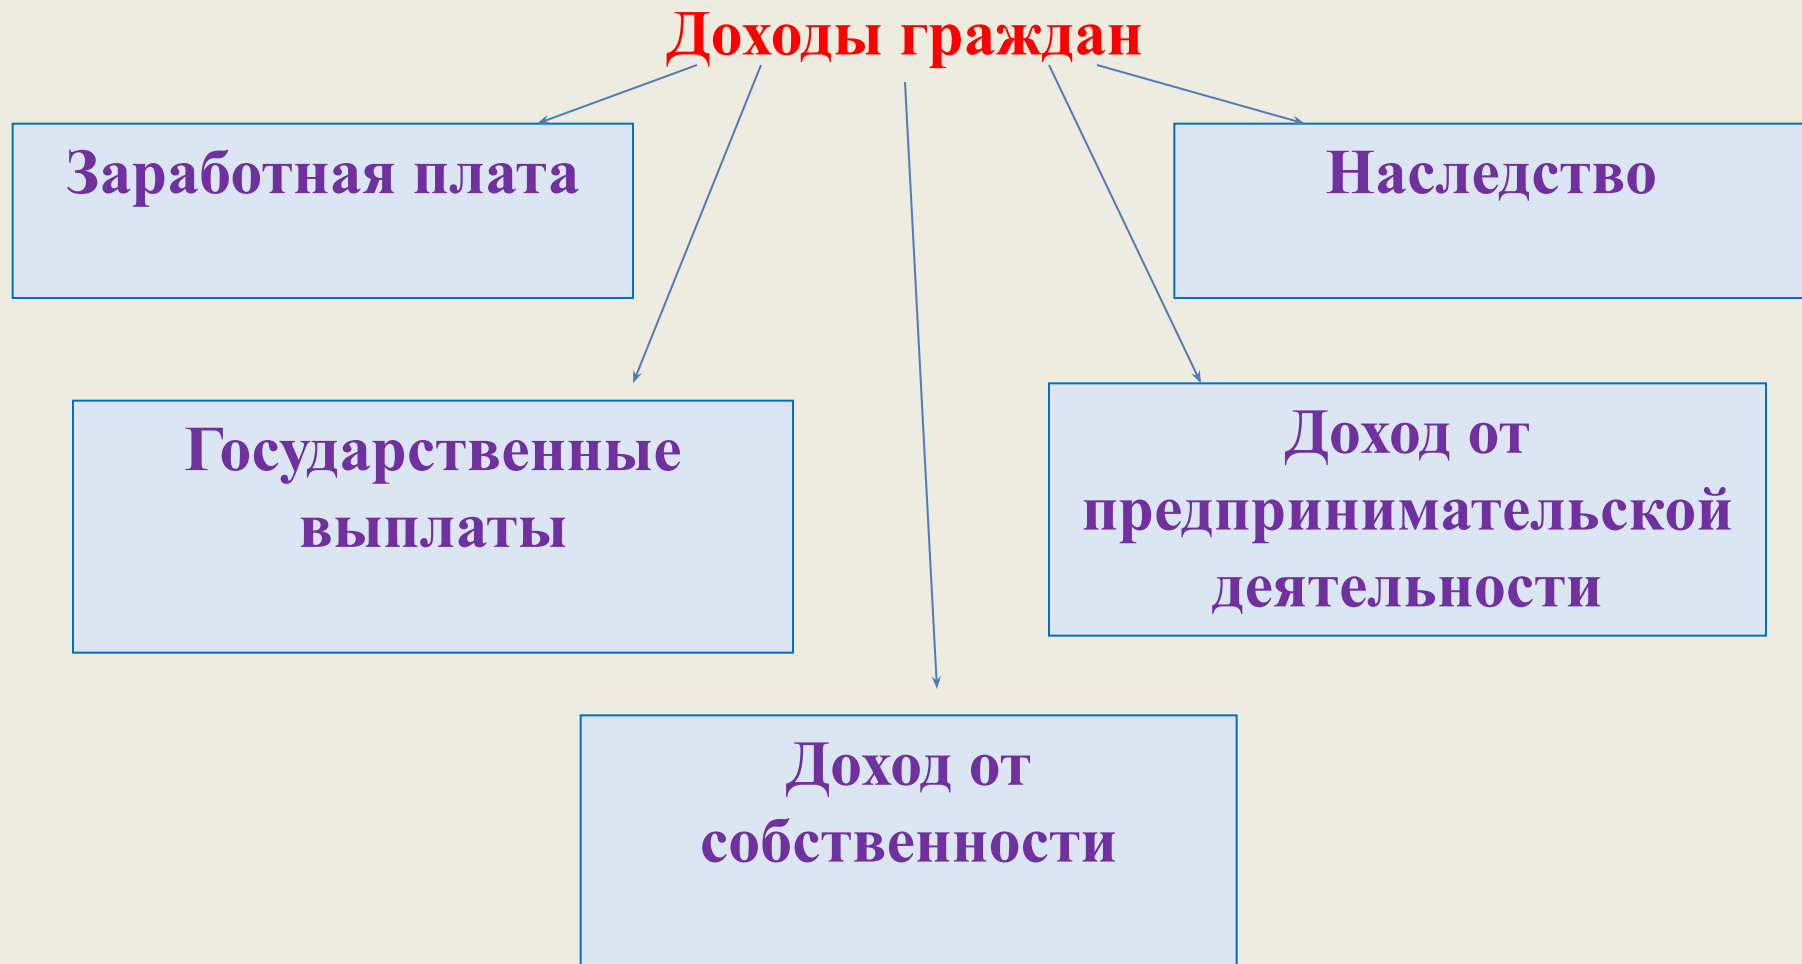 Доходы граждан
Заработная плата
Наследство
Государственные
выплаты
Доход от
предпринимательской
деятельности
Доход от
собственности